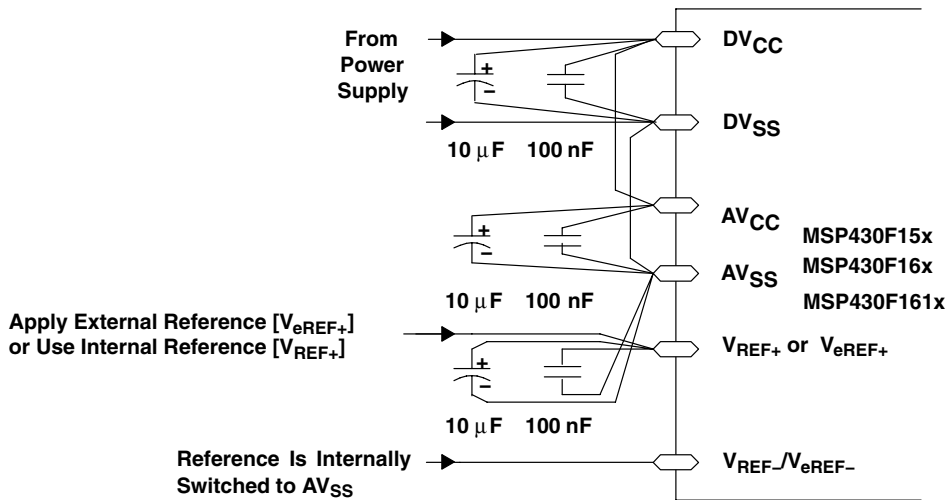 From
Power
Supply
DVCC
+
−
DVSS
10 μF 100 nF
AVCC
+
−
MSP430F15x
AVSS
MSP430F16x
10 μF 100 nF
MSP430F161x
Apply External Reference [VeREF+]
or Use Internal Reference [VREF+]
VREF+ or VeREF+
+
−
10 μF 100 nF
Reference Is Internally
Switched to AVSS
VREF−/VeREF−